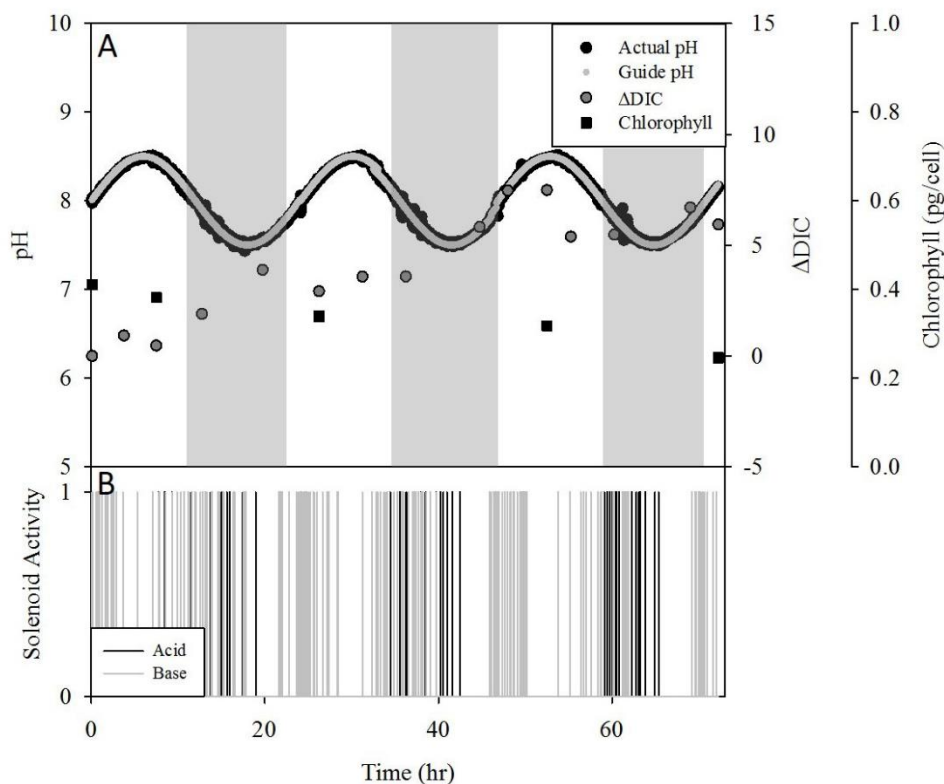 A
10
9
8
7
6
5
pH
Actual pH
Guide pH
ΔDIC
Chlorophyll
15
10
5
0
-5
ΔDIC
1.0
0.8
0.6
0.4
0.2
0.0
Chlorophyll (pg/cell)
B
1
0
Solenoid Activity
Acid
Base
0
20
40
60
Time (hr)